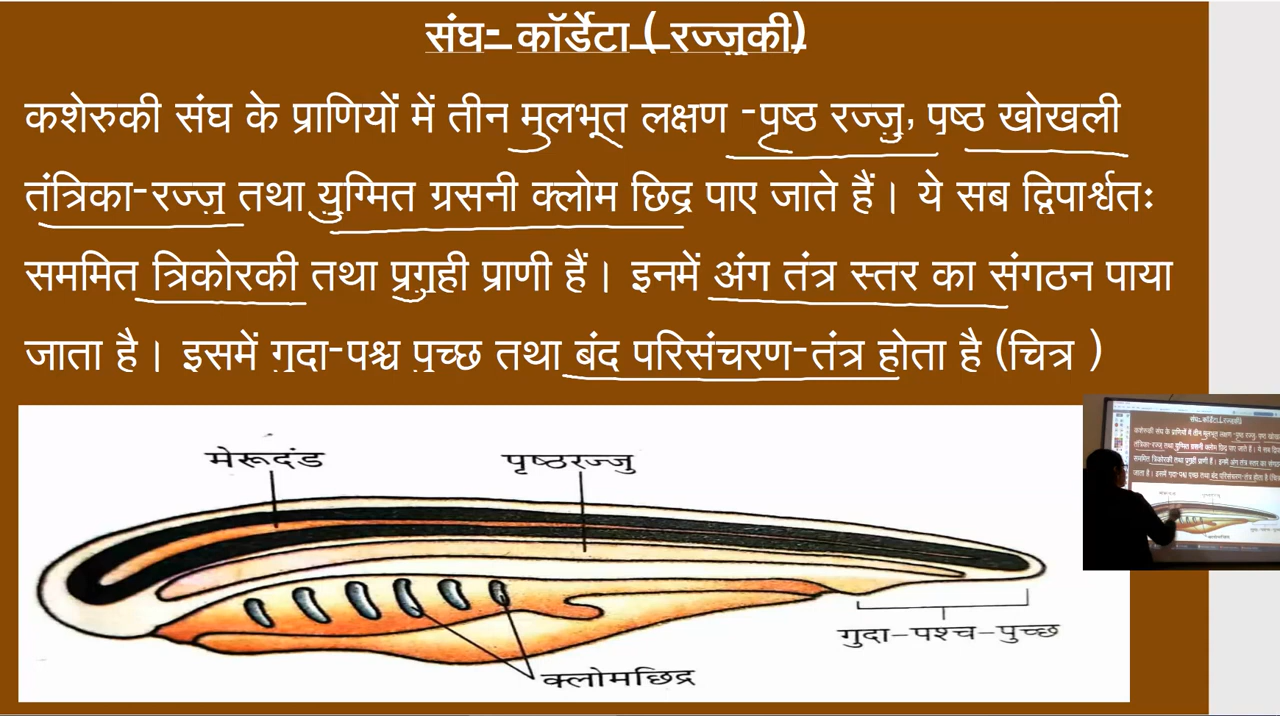 संघ- कॉर्डेटा ( रज्जुकी)
कशेरुकी संघ के प्राणियों में तीन मुलभूत् लक्षण -पृष्ठ रज्जु, पृष्ठ खोखली
तंत्रिका-रज्जु तथा युग्मित ग्रसनी क्लोम छिद्र पाए जाते हैं। ये सब द्विपार्श्वतः
सममित त्रिकोरकी तथा प्रगुही प्राणी हैं। इनमें अंग तंत्र स्तर का संगठन पाया
जाता है। इसमें गुदा-पश्च पुच्छ तथा बंद परिसंचरण-तंत्र होता है (चित्र )
मेरूदंड
पृष्ठरज्जु
गुदा-पश्च-पुच्छ
क्लोमछिद्र